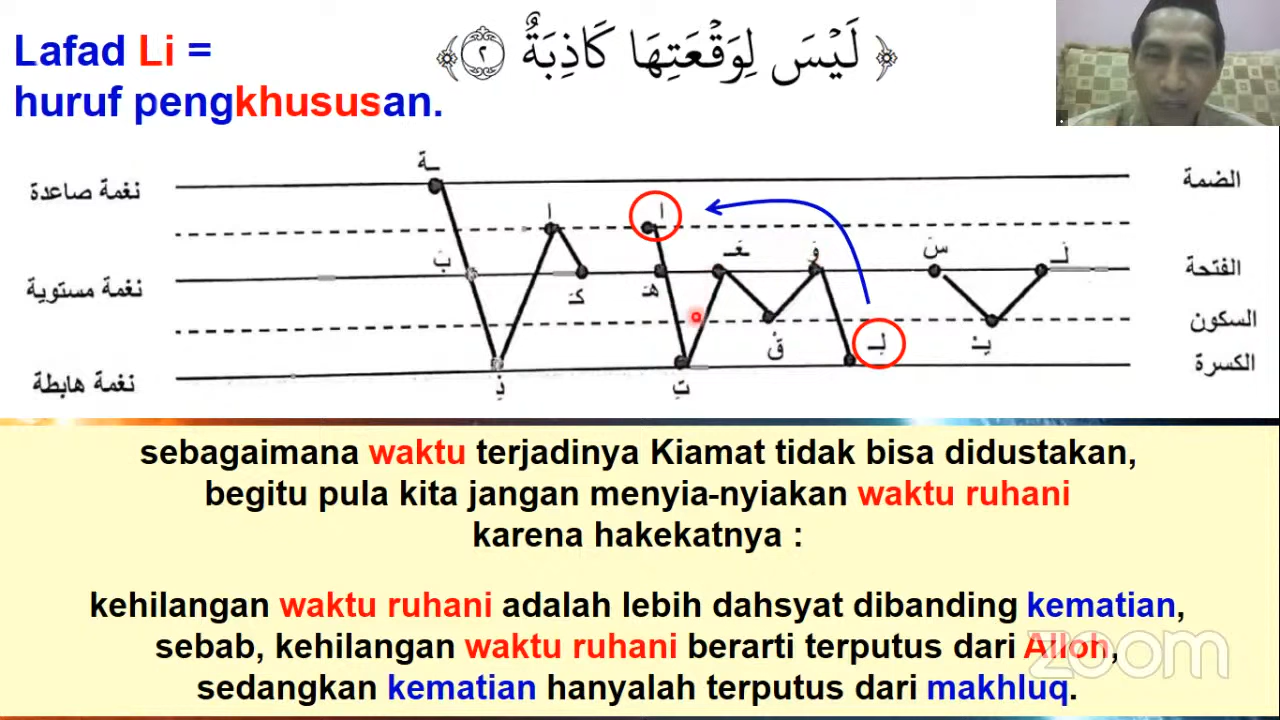 Lafad Li =
huruf pengkhususan.
﴿ لَيْسَ لِوَقْعَتِهَا كَاذِبَةٌ ٢ ﴾
ـة
نغمة صاعدة
الضمة
ا
ا
بَ
عَـ
وَ
سَ
لَـ
الفتحة
نغمة مستوية
كَـ
هَـ
السكون
قْ
لِـ
يـْ
الكسرة
نغمة هابطة
ذِ
تِ
sebagaimana waktu terjadinya Kiamat tidak bisa didustakan,
begitu pula kita jangan menyia-nyiakan waktu ruhani
karena hakekatnya :
kehilangan waktu ruhani adalah lebih dahsyat dibanding kematian,
sebab, kehilangan waktu ruhani berarti terputus dari Alloh,
sedangkan kematian hanyalah terputus dari makhluq.
zoom